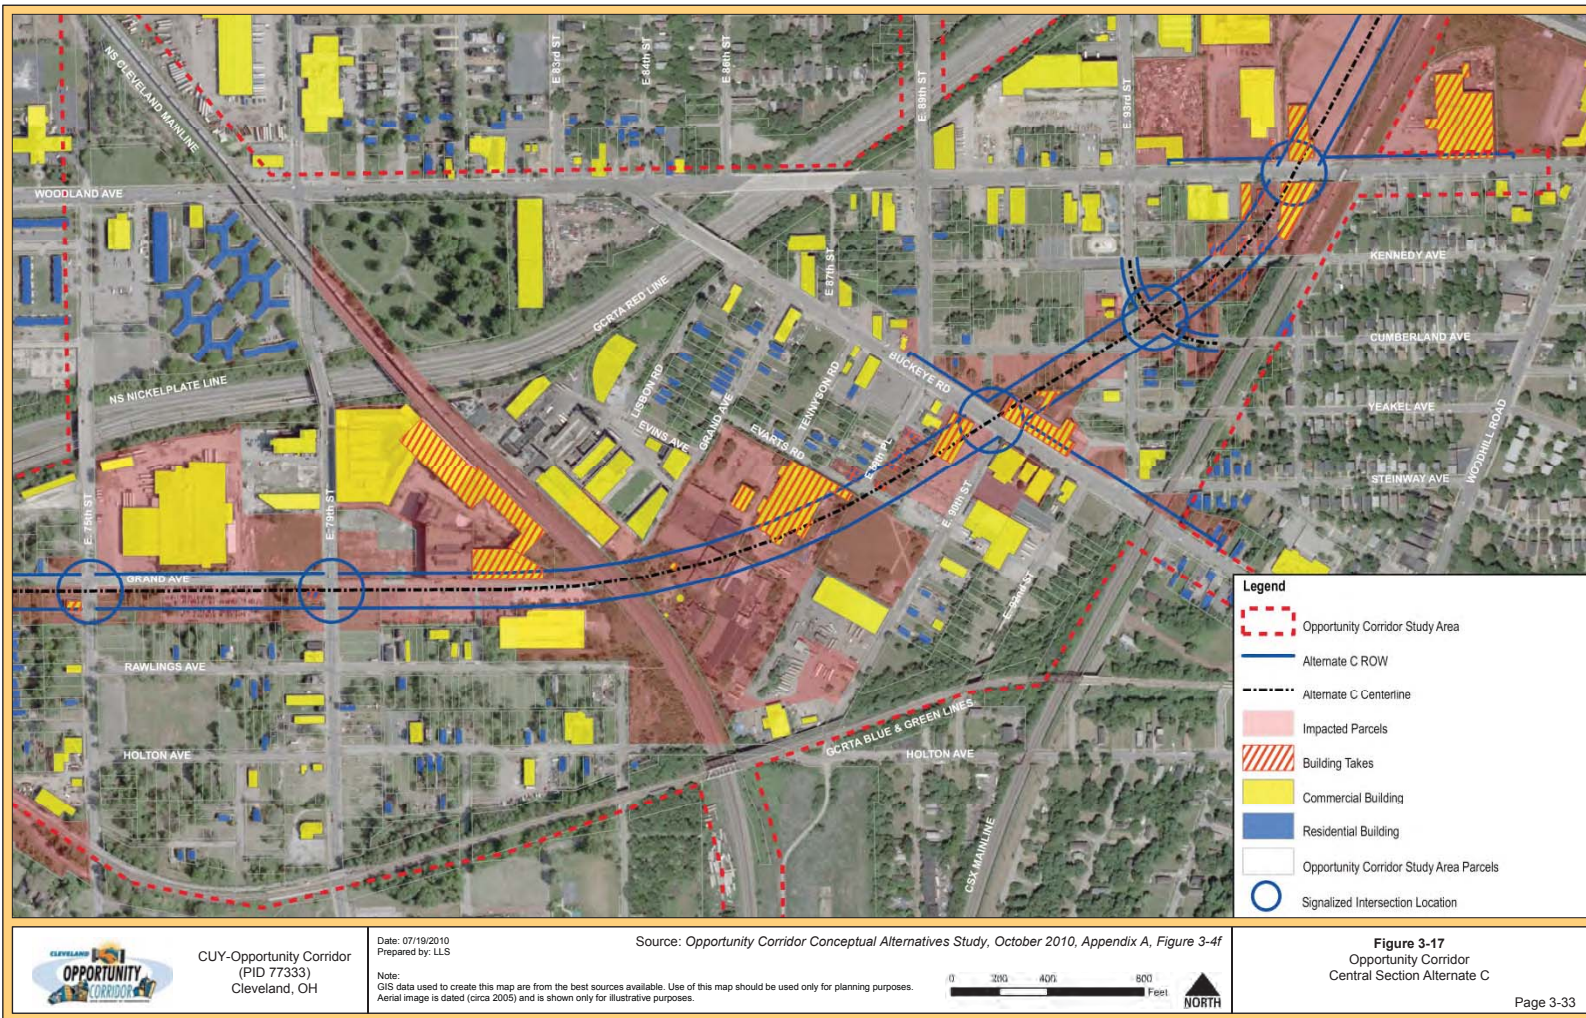 NS CLEVELAND MAINLINE
E 83rd ST
E 84th ST
E 86th ST
E 89th ST
E 93rd ST
WOODLAND AVE
KENNEDY AVE
E 87th ST
GCRTA RED LINE
CUMBERLAND AVE
BUCKEYE RD
NS NICKELPLATE LINE
LISBON RD
TENNYSON RD
GRAND AVE
YEAKEL AVE
WOODHILL ROAD
EVINS AVE
EVARTS RD
STEINWAY AVE
E. 75th ST
E. 79th ST
E. 90th ST
GRAND AVE
E. 92nd ST
RAWLINGS AVE
HOLTON AVE
GCRTA BLUE & GREEN LINES
HOLTON AVE
CSX MAINLINE
Legend
Opportunity Corridor Study Area
Alternate C ROW
Alternate C Centerline
Impacted Parcels
Building Takes
Commercial Building
Residential Building
Opportunity Corridor Study Area Parcels
Signalized Intersection Location
CLEVELAND
OPPORTUNITY
CORRIDOR
CUY-Opportunity Corridor
(PID 77333)
Cleveland, OH
Date: 07/19/2010
Prepared by: LLS
Note:
GIS data used to create this map are from the best sources available. Use of this map should be used only for planning purposes.
Aerial image is dated (circa 2005) and is shown only for illustrative purposes.
Source: Opportunity Corridor Conceptual Alternatives Study, October 2010, Appendix A, Figure 3-4f
0 200 400 800
Feet
NORTH
Figure 3-17
Opportunity Corridor
Central Section Alternate C
Page 3-33